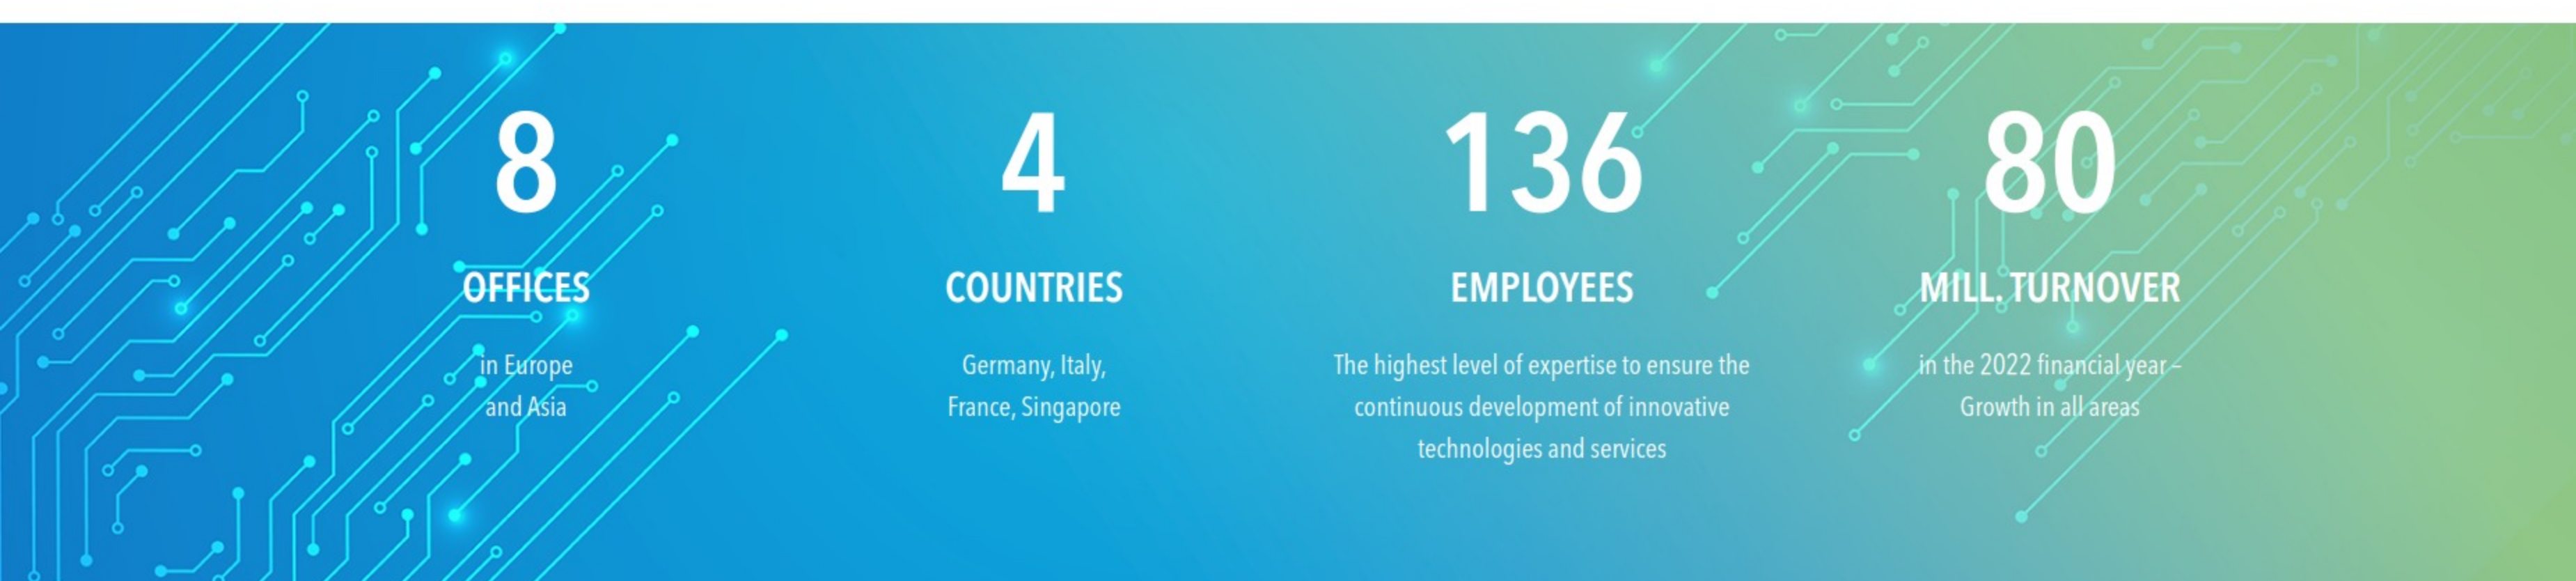 8
OFFICES
in Europe
and Asia
4
COUNTRIES
Germany, Italy,
France, Singapore
136
EMPLOYEES
The highest level of expertise to ensure the
continuous development of innovative
technologies and services
80
MILL. TURNOVER
in the 2022 financial year –
Growth in all areas